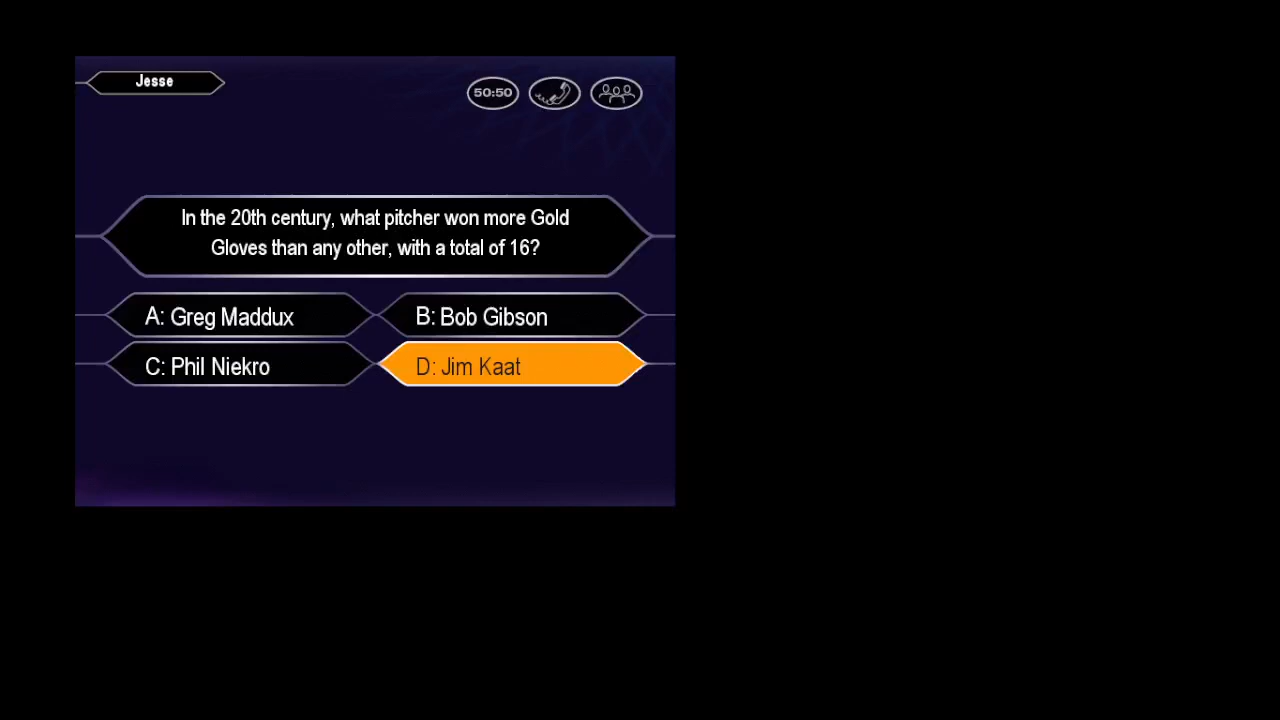 Jesse
50:50
In the 20th century, what pitcher won more Gold
Gloves than any other, with a total of 16?
A: Greg Maddux
B: Bob Gibson
C: Phil Niekro
D: Jim Kaat